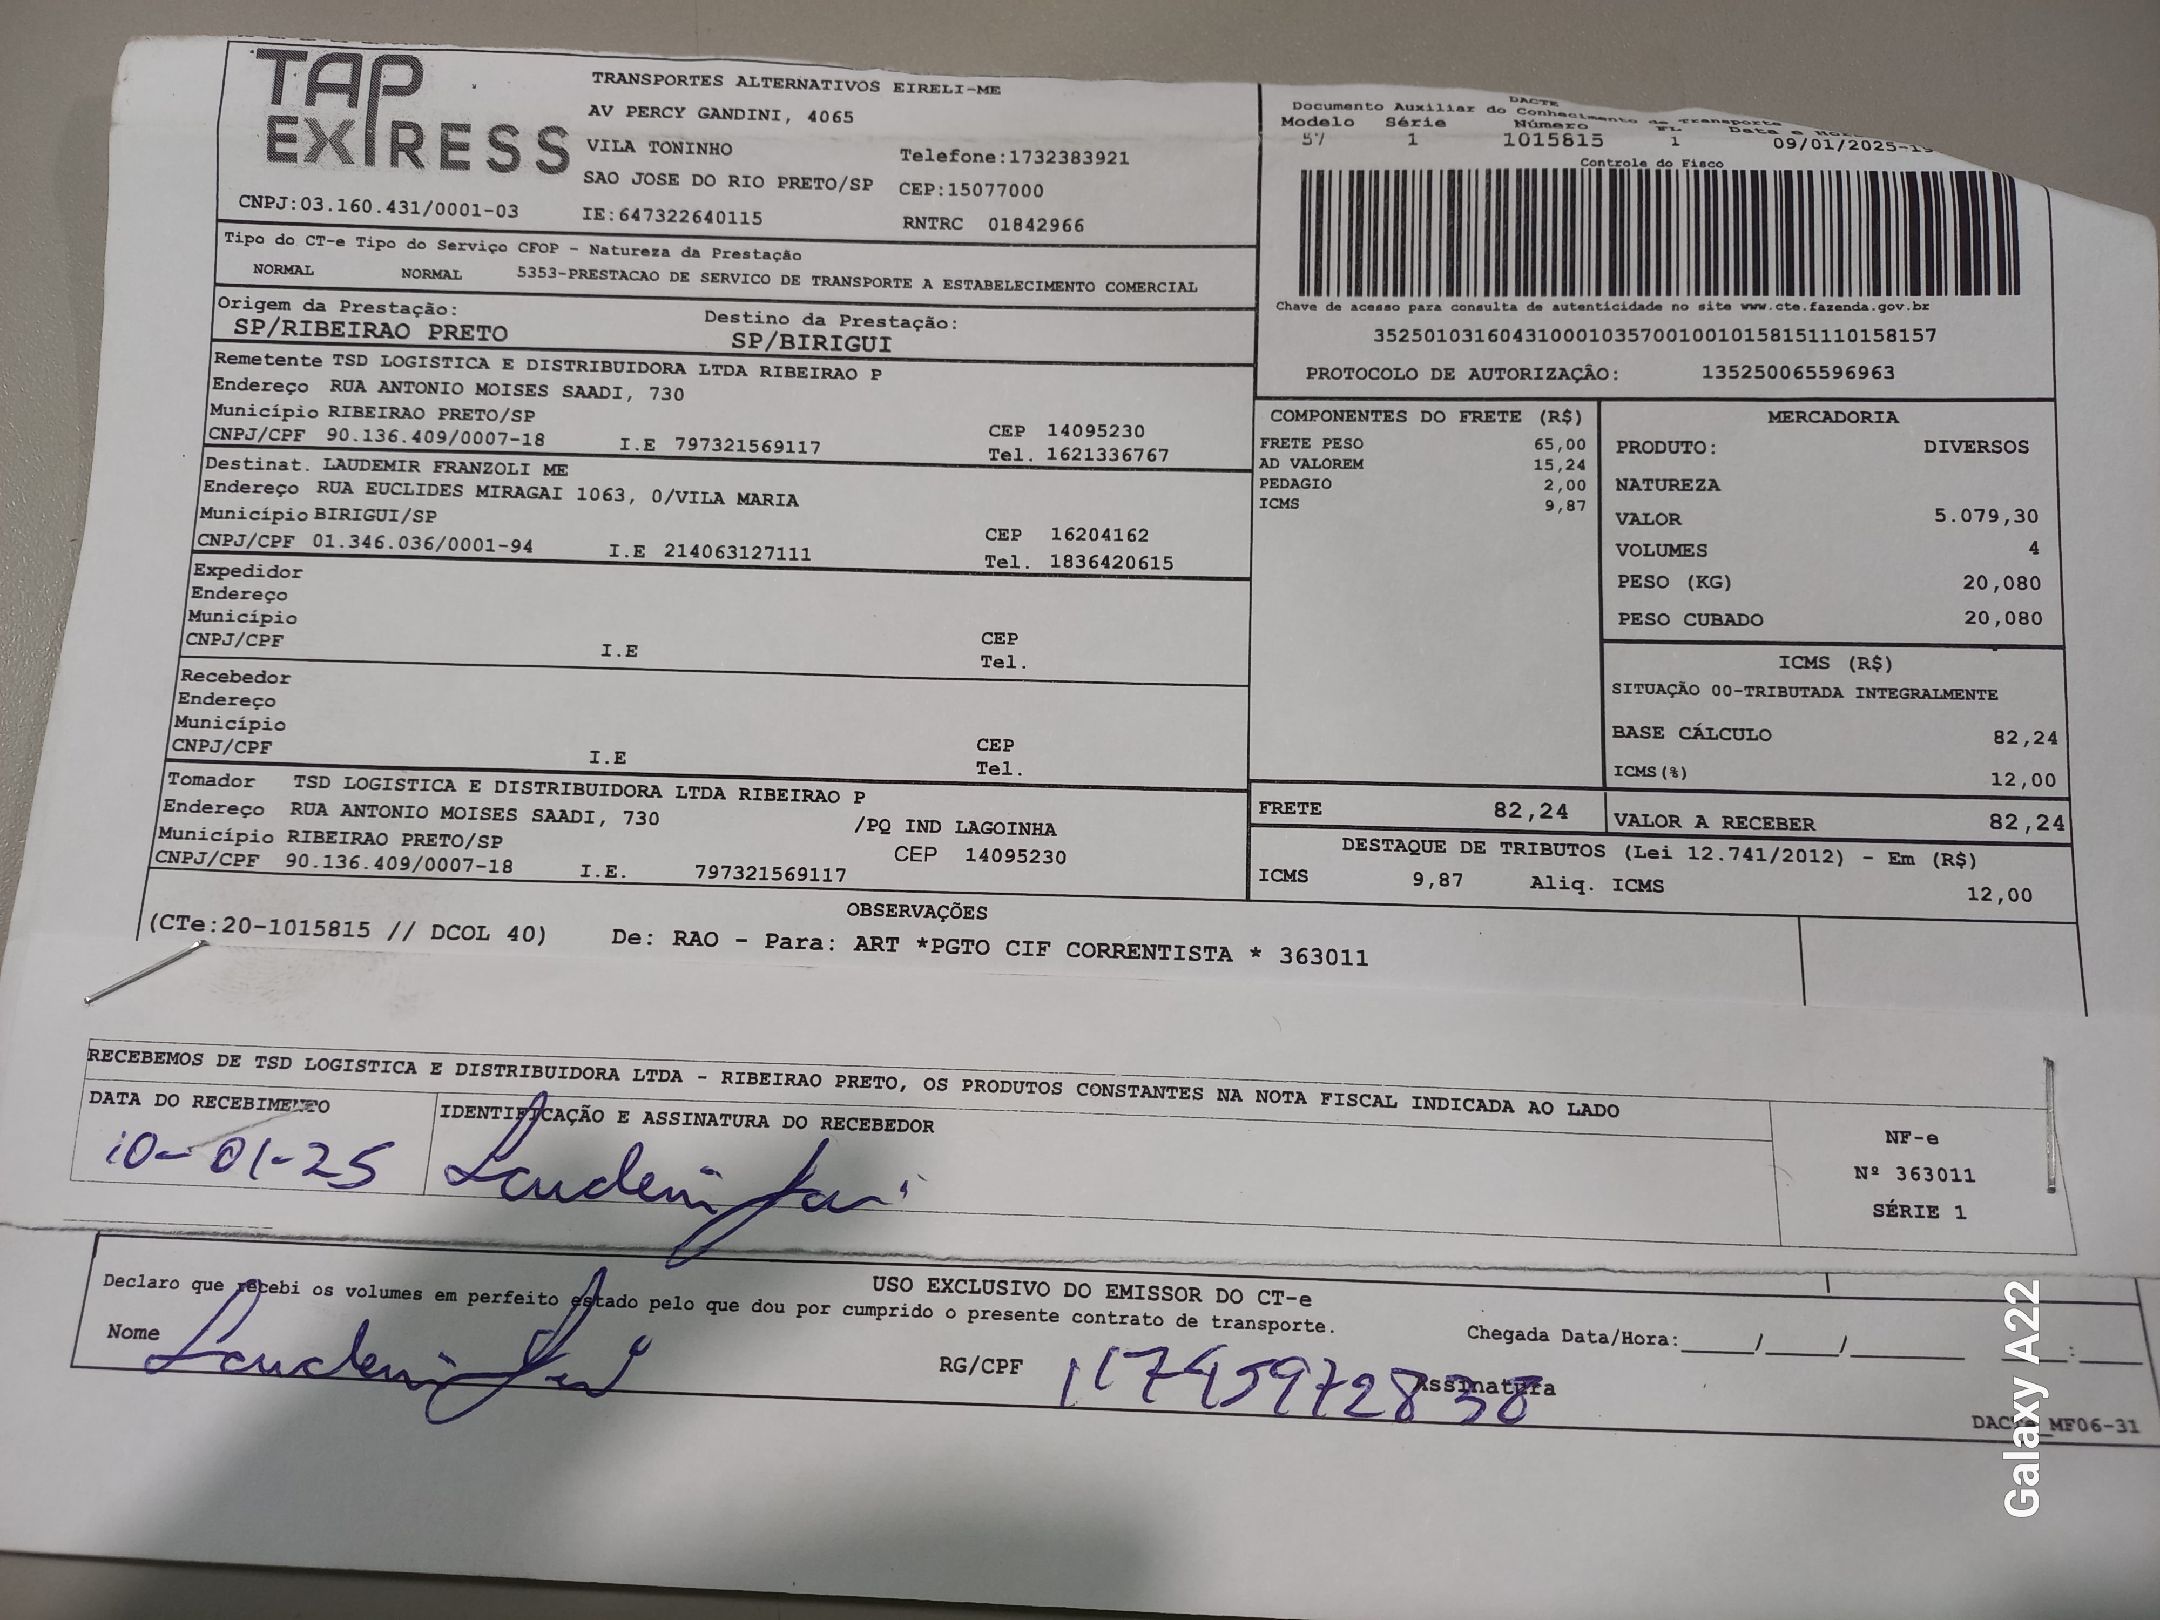 TAP EXPRESS
TRANSPORTES ALTERNATIVOS EIRELI-ME
AV PERCY GANDINI, 4065
VILA TONINHO
Telefone:1732383921
SAO JOSE DO RIO PRETO/SP CEP:15077000
CNPJ:03.160.431/0001-03 IE:647322640115 RNTRC 01842966
DACTE
Documento Auxiliar do Conhecimento de Transporte
Modelo Série Número FL Data e
57 1 1015815 1 09/01/2025
Controle do Fisco
Chave de acesso para consulta de autenticidade no site www.cte.fazenda.gov.br
35250103160431000103570010010158151110158157
PROTOCOLO DE AUTORIZAÇÃO: 135250065596963
Tipo do CT-e Tipo do Serviço CFOP - Natureza da Prestação
NORMAL NORMAL 5353-PRESTACAO DE SERVICO DE TRANSPORTE A ESTABELECIMENTO COMERCIAL
Origem da Prestação: Destino da Prestação:
SP/RIBEIRAO PRETO SP/BIRIGUI
Remetente TSD LOGISTICA E DISTRIBUIDORA LTDA RIBEIRAO P
Endereço RUA ANTONIO MOISES SAADI, 730
Município RIBEIRAO PRETO/SP CEP 14095230
CNPJ/CPF 90.136.409/0007-18 I.E 797321569117 Tel. 1621336767
Destinat. LAUDEMIR FRANZOLI ME
Endereço RUA EUCLIDES MIRAGAI 1063, 0/VILA MARIA
Município BIRIGUI/SP CEP 16204162
CNPJ/CPF 01.346.036/0001-94 I.E 214063127111 Tel. 1836420615
Expedidor
Endereço
Município CEP
CNPJ/CPF I.E Tel.
Recebedor
Endereço
Município CEP
CNPJ/CPF I.E Tel.
Tomador TSD LOGISTICA E DISTRIBUIDORA LTDA RIBEIRAO P
Endereço RUA ANTONIO MOISES SAADI, 730 /PQ IND LAGOINHA
Município RIBEIRAO PRETO/SP CEP 14095230
CNPJ/CPF 90.136.409/0007-18 I.E. 797321569117
COMPONENTES DO FRETE (R$)
FRETE PESO 65,00
AD VALOREM 15,24
PEDAGIO 2,00
ICMS 9,87
MERCADORIA
PRODUTO: DIVERSOS
NATUREZA
VALOR 5.079,30
VOLUMES 4
PESO (KG) 20,080
PESO CUBADO 20,080
ICMS (R$)
SITUAÇÃO 00-TRIBUTADA INTEGRALMENTE
BASE CÁLCULO 82,24
ICMS(%) 12,00
FRETE 82,24 VALOR A RECEBER 82,24
DESTAQUE DE TRIBUTOS (Lei 12.741/2012) - Em (R$)
ICMS 9,87 Aliq. ICMS 12,00
OBSERVAÇÕES
(CTe:20-1015815 // DCOL 40) De: RAO - Para: ART *PGTO CIF CORRENTISTA * 363011
RECEBEMOS DE TSD LOGISTICA E DISTRIBUIDORA LTDA - RIBEIRAO PRETO, OS PRODUTOS CONSTANTES NA NOTA FISCAL INDICADA AO LADO
DATA DO RECEBIMENTO IDENTIFICAÇÃO E ASSINATURA DO RECEBEDOR
10-01-25
NF-e
Nº 363011
SÉRIE 1
USO EXCLUSIVO DO EMISSOR DO CT-e
Declaro que recebi os volumes em perfeito estado pelo que dou por cumprido o presente contrato de transporte.
Nome RG/CPF 11745972838 Assinatura
Chegada Data/Hora:____/____/______ ____:____
DACTe_MF06-31
Galaxy A22